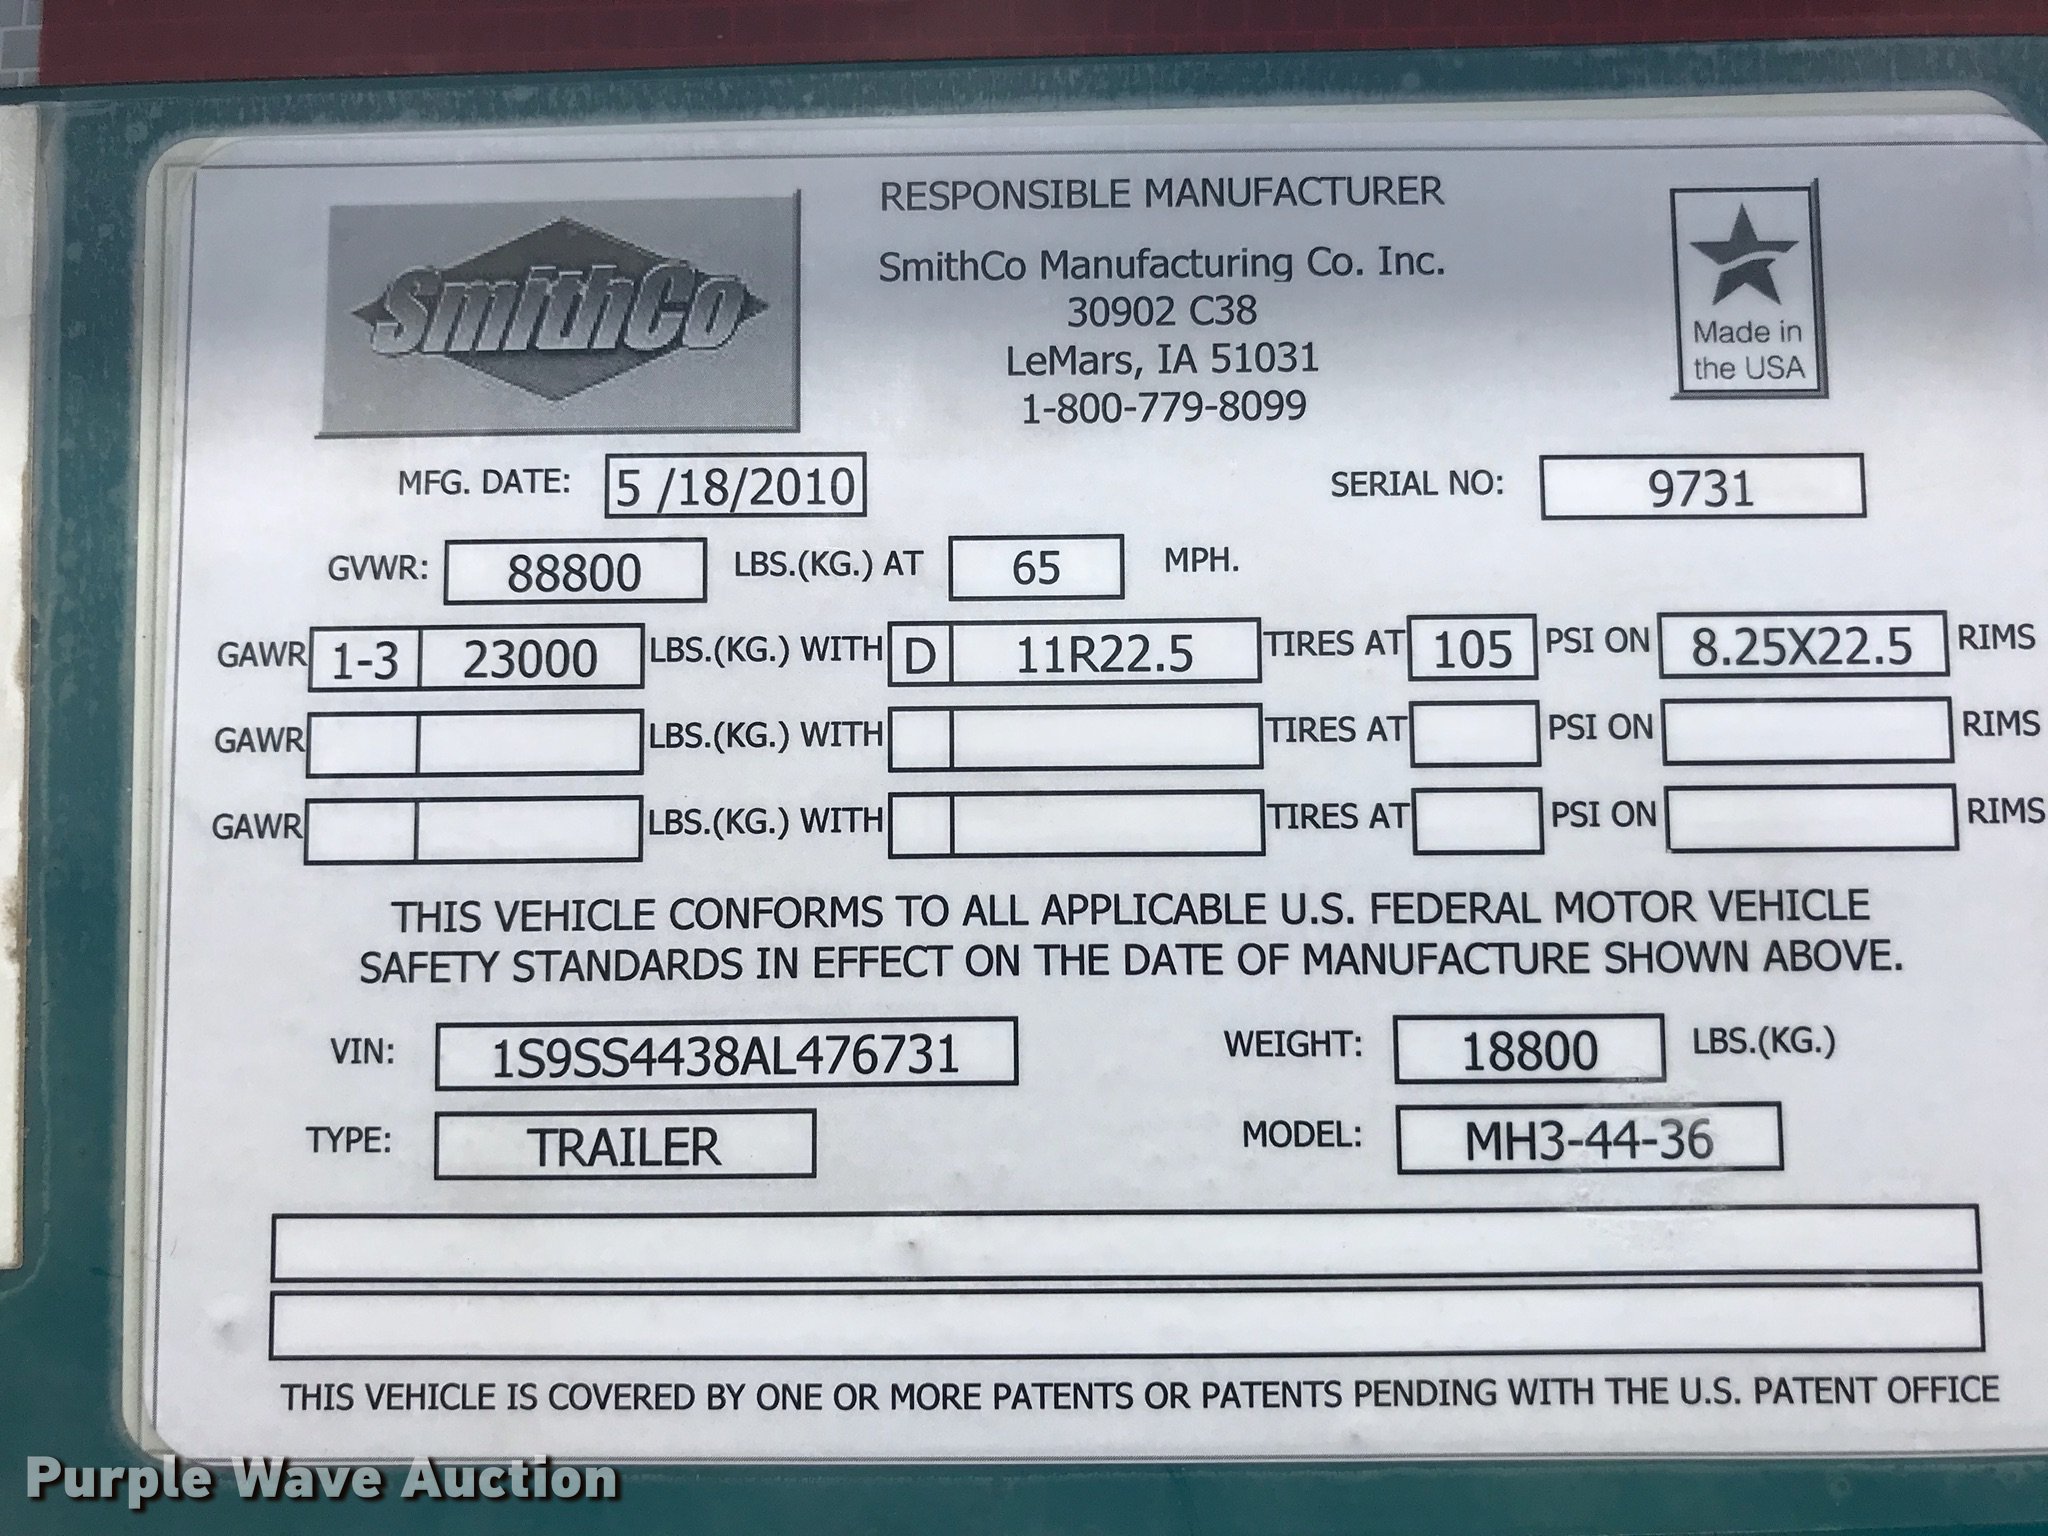 SmithCo
RESPONSIBLE MANUFACTURER
SmithCo Manufacturing Co. Inc.
30902 C38
LeMars, IA 51031
1-800-779-8099
Made in
the USA
MFG. DATE: 5 /18/2010 SERIAL NO: 9731
GVWR: 88800 LBS.(KG.) AT 65 MPH.
GAWR 1-3 23000 LBS.(KG.) WITH D 11R22.5 TIRES AT 105 PSI ON 8.25X22.5 RIMS
GAWR LBS.(KG.) WITH TIRES AT PSI ON RIMS
GAWR LBS.(KG.) WITH TIRES AT PSI ON RIMS
THIS VEHICLE CONFORMS TO ALL APPLICABLE U.S. FEDERAL MOTOR VEHICLE
SAFETY STANDARDS IN EFFECT ON THE DATE OF MANUFACTURE SHOWN ABOVE.
VIN: 1S9SS4438AL476731 WEIGHT: 18800 LBS.(KG.)
TYPE: TRAILER MODEL: MH3-44-36
THIS VEHICLE IS COVERED BY ONE OR MORE PATENTS OR PATENTS PENDING WITH THE U.S. PATENT OFFICE
Purple Wave Auction